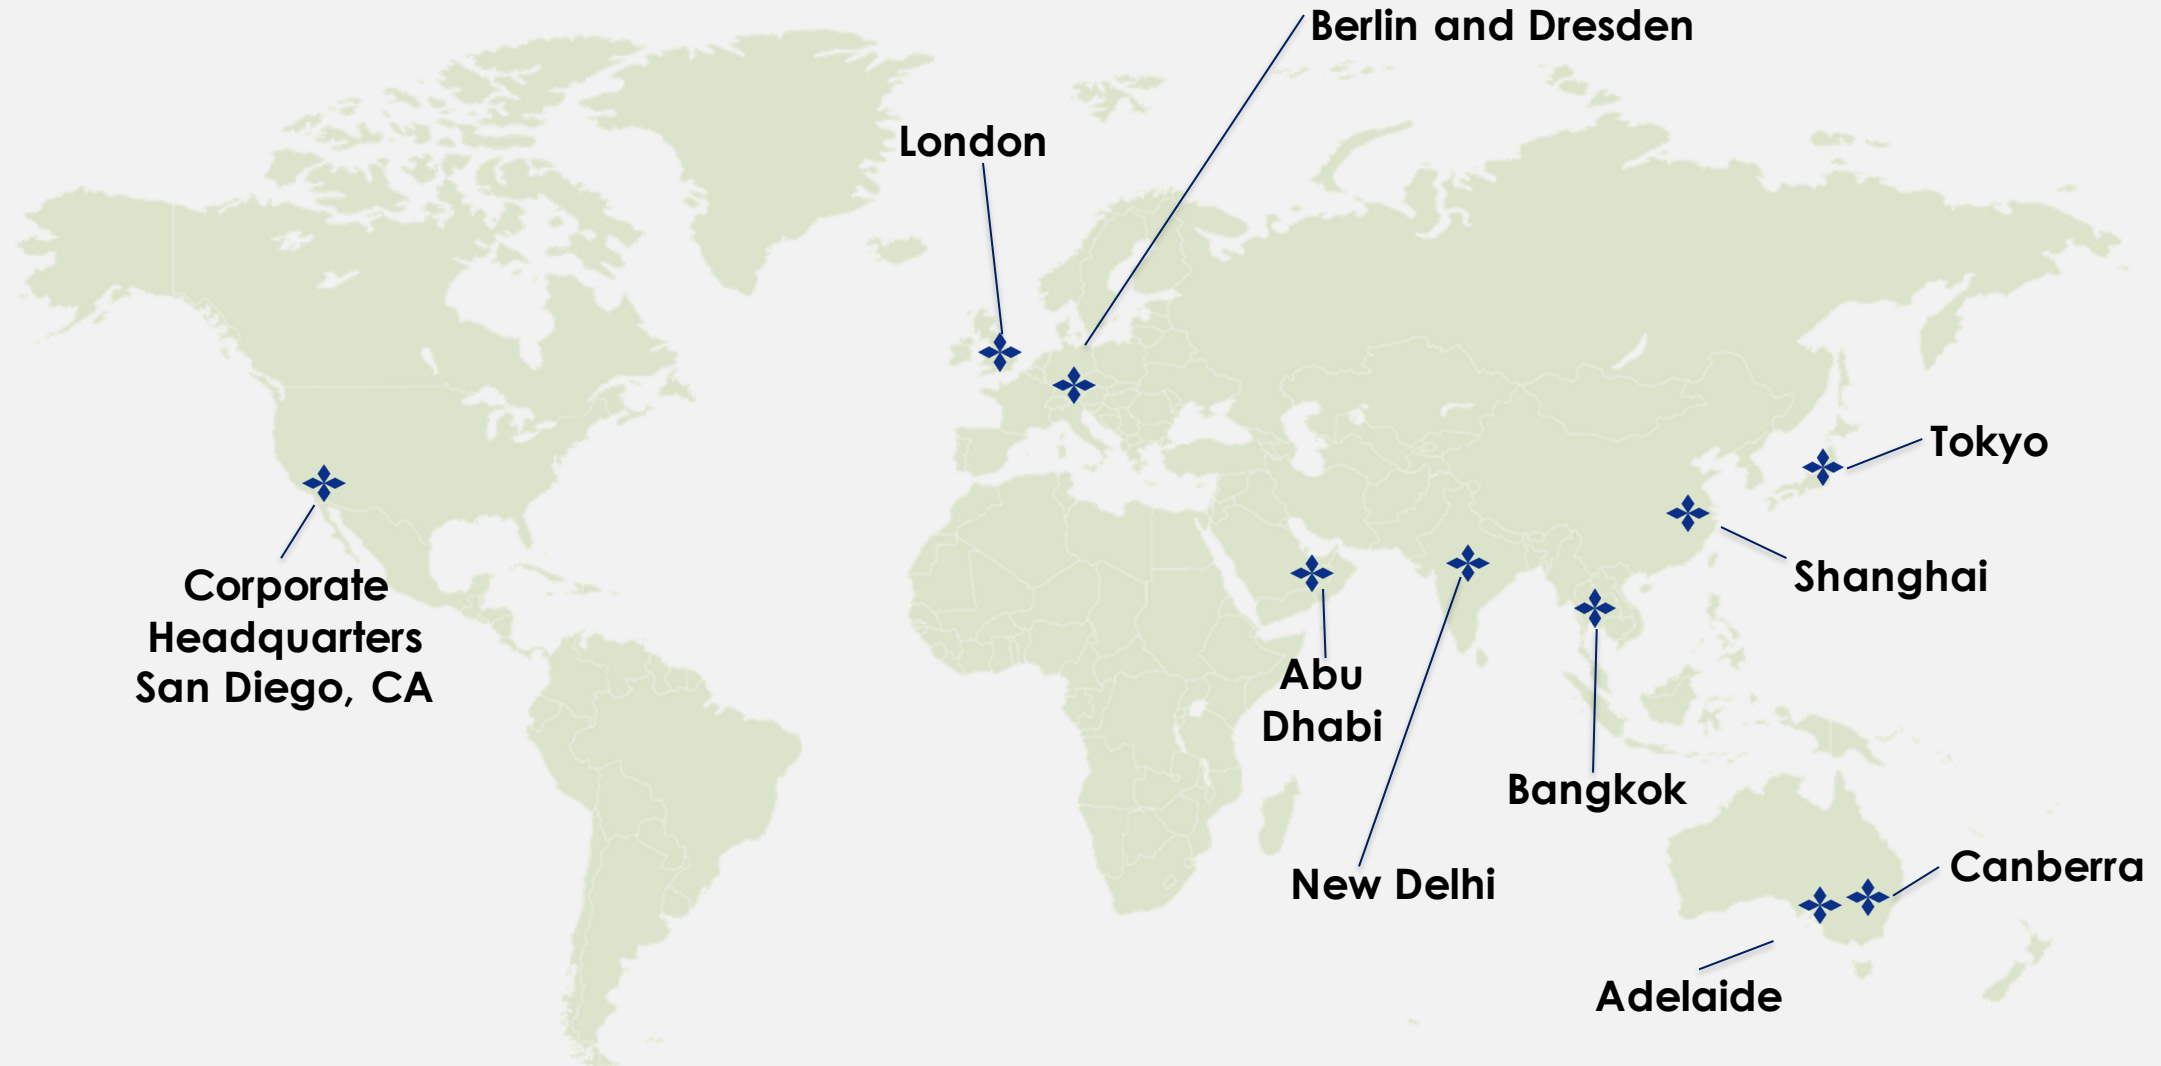 Berlin and Dresden
London
Tokyo
Corporate
Headquarters
San Diego, CA
Shanghai
Abu
Dhabi
Bangkok
New Delhi
Canberra
Adelaide